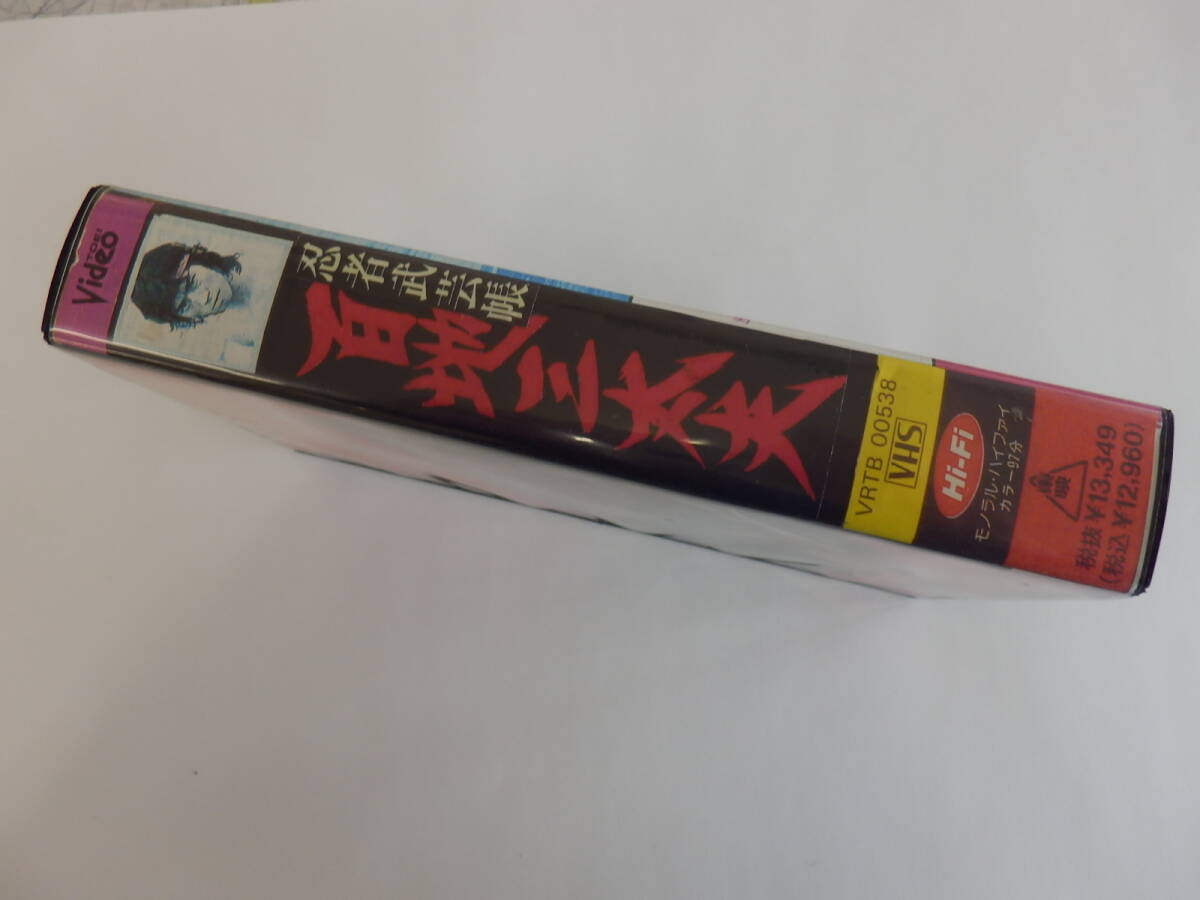 TOEI
Video
忍者武芸帳
百地三太夫
VRTB 00538
VHS
Hi-Fi
モノラル・ハイファイ
カラー97分
東映
税抜¥13,349
(税込¥12,960)